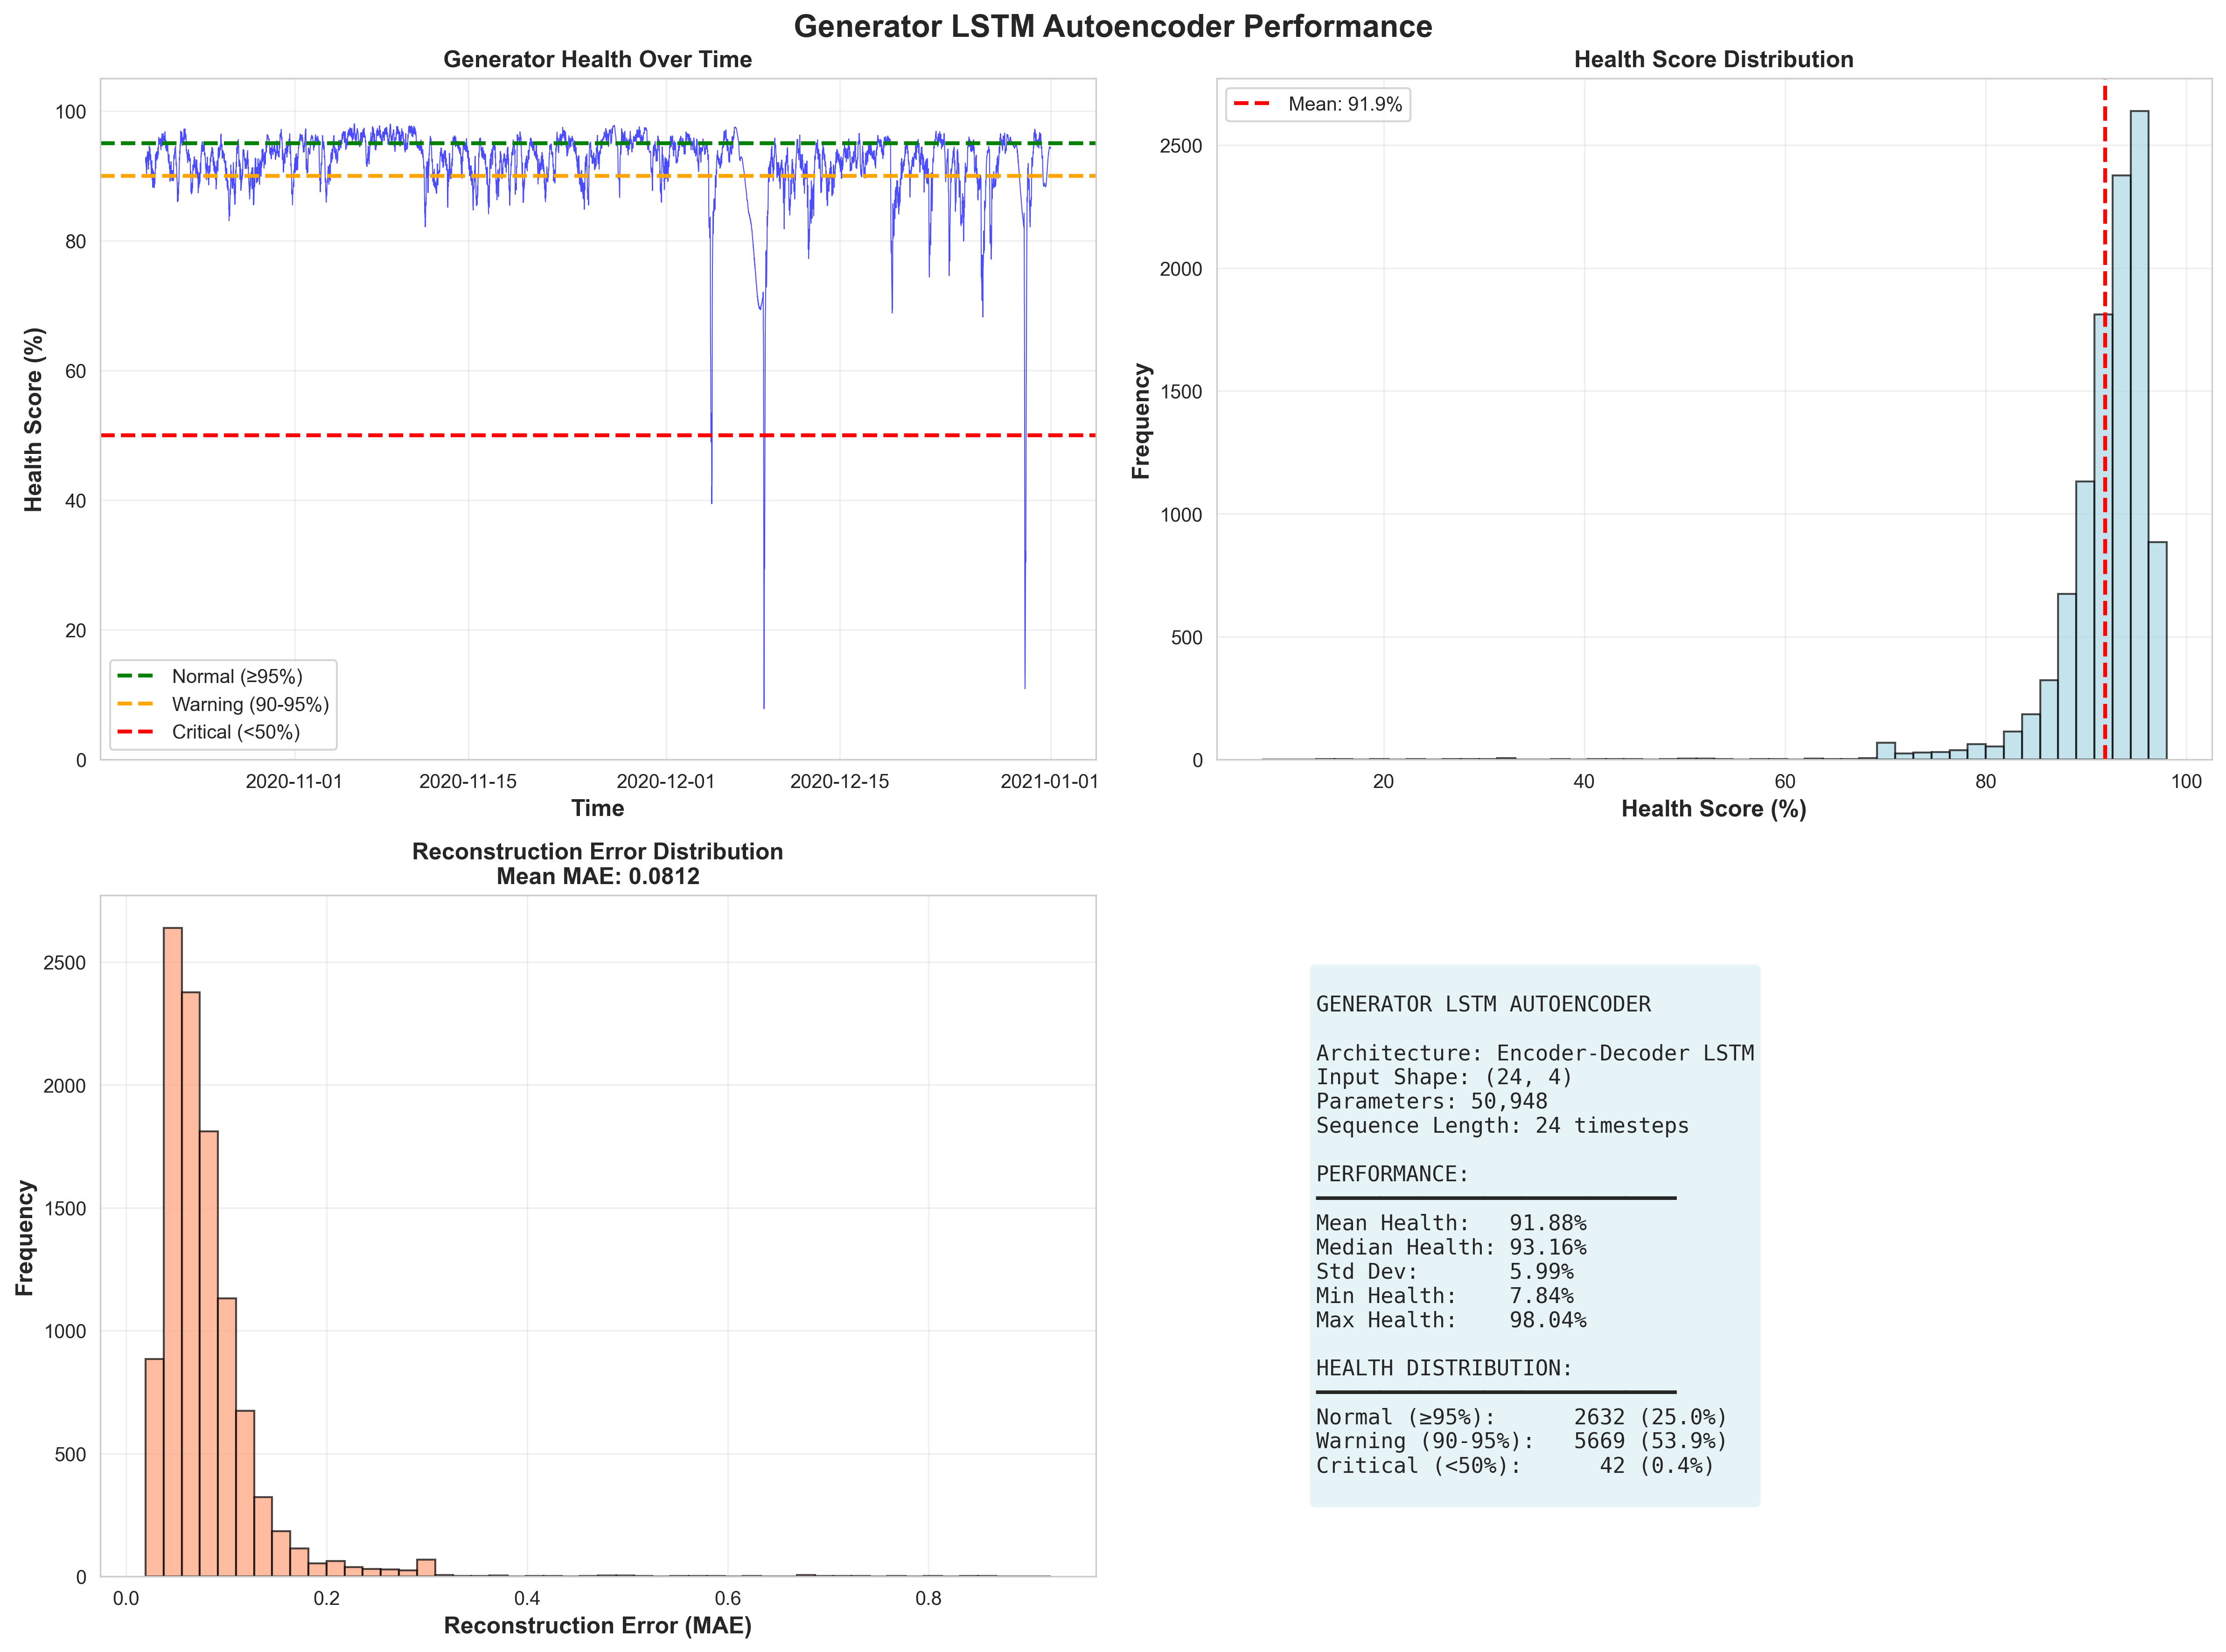 Generator LSTM Autoencoder Performance
Generator Health Over Time
Health Score (%)
100
80
60
40
20
0
Normal (≥95%)
Warning (90-95%)
Critical (<50%)
2020-11-01
2020-11-15
2020-12-01
2020-12-15
2021-01-01
Time
Health Score Distribution
Mean: 91.9%
Frequency
2500
2000
1500
1000
500
0
20
40
60
80
100
Health Score (%)
Reconstruction Error Distribution
Mean MAE: 0.0812
Frequency
2500
2000
1500
1000
500
0
0.0
0.2
0.4
0.6
0.8
Reconstruction Error (MAE)
GENERATOR LSTM AUTOENCODER
Architecture: Encoder-Decoder LSTM
Input Shape: (24, 4)
Parameters: 50,948
Sequence Length: 24 timesteps
PERFORMANCE:
Mean Health: 91.88%
Median Health: 93.16%
Std Dev: 5.99%
Min Health: 7.84%
Max Health: 98.04%
HEALTH DISTRIBUTION:
Normal (≥95%): 2632 (25.0%)
Warning (90-95%): 5669 (53.9%)
Critical (<50%): 42 (0.4%)